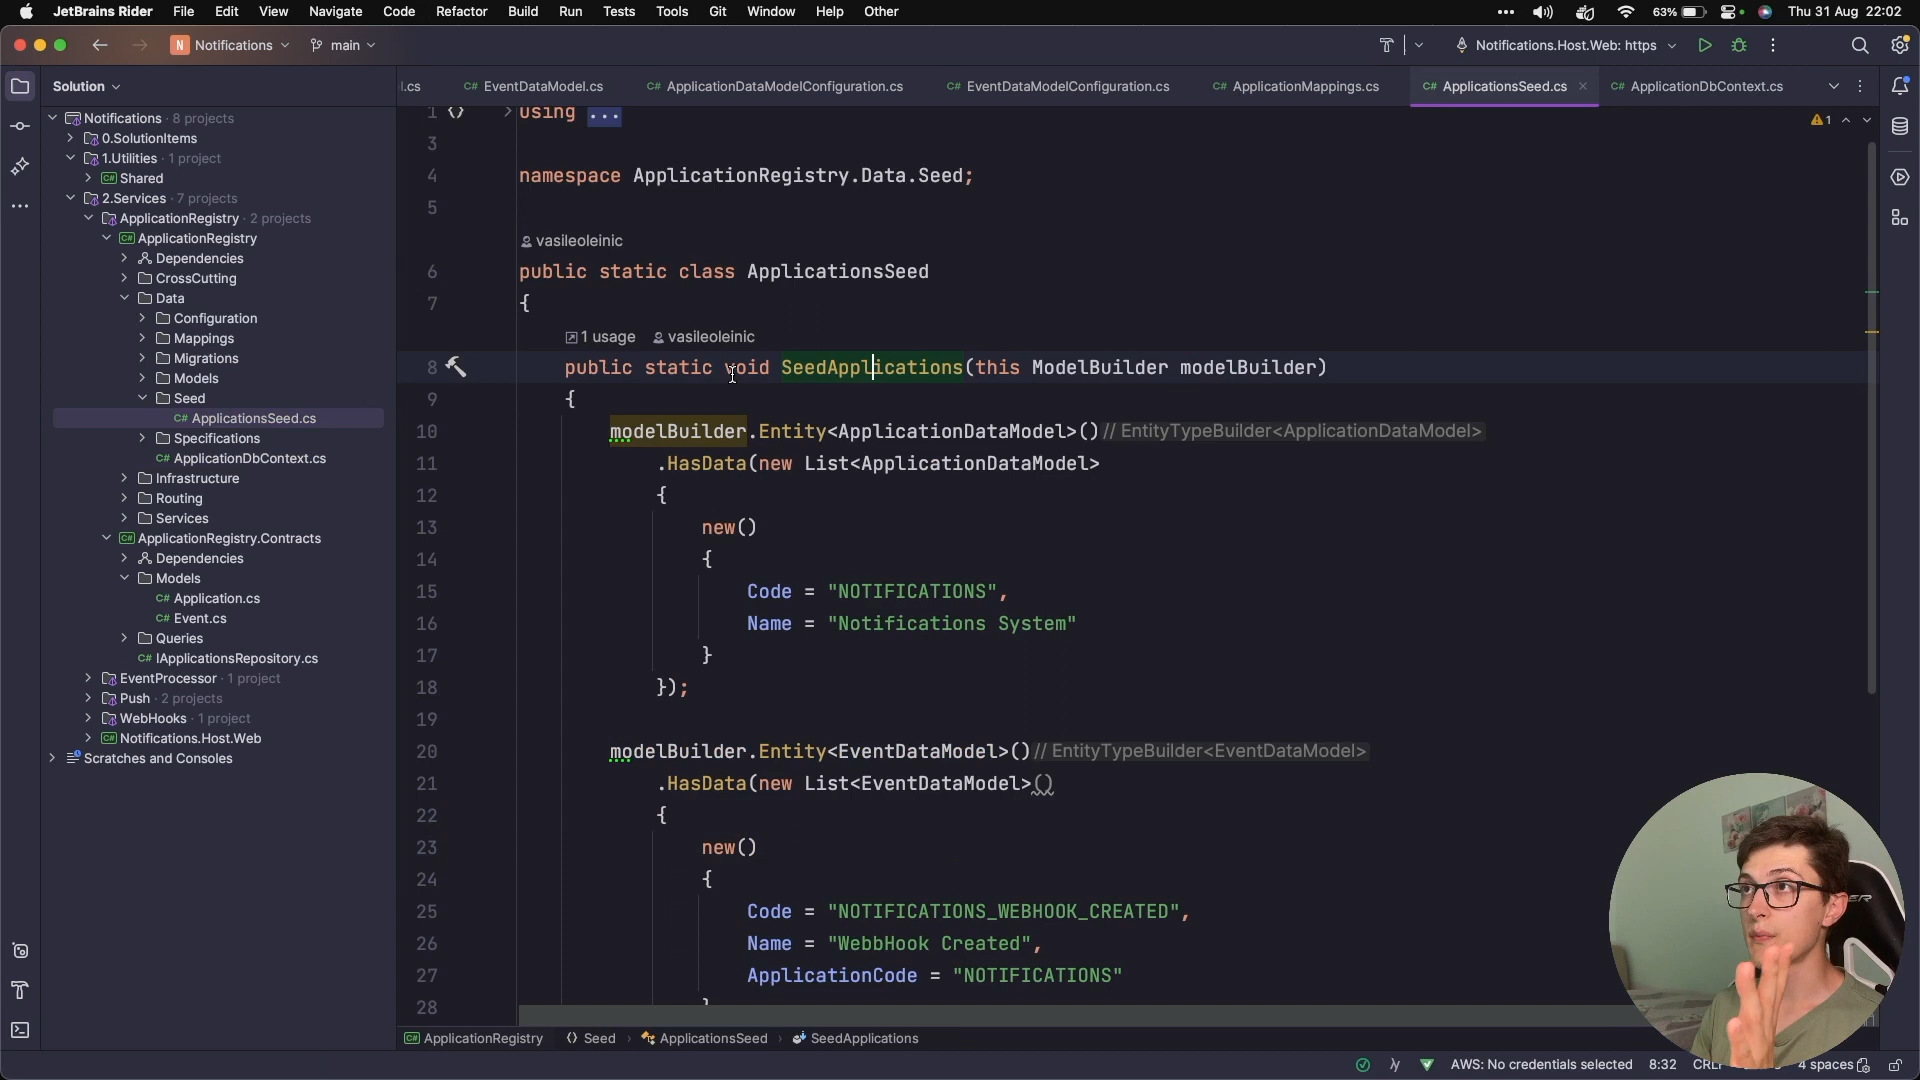 JetBrains Rider File Edit View Navigate Code Refactor Build Run Tests Tools Git Window Help Other 63% Thu 31 Aug 22:02
N Notifications main Notifications.Host.Web: https
Solution l.cs C# EventDataModel.cs C# ApplicationDataModelConfiguration.cs C# EventDataModelConfiguration.cs C# ApplicationMappings.cs C# ApplicationsSeed.cs C# ApplicationDbContext.cs
Notifications · 8 projects
0.SolutionItems
1.Utilities · 1 project
C# Shared
2.Services · 7 projects
ApplicationRegistry · 2 projects
C# ApplicationRegistry
Dependencies
CrossCutting
Data
Configuration
Mappings
Migrations
Models
Seed
C# ApplicationsSeed.cs
Specifications
C# ApplicationDbContext.cs
Infrastructure
Routing
Services
C# ApplicationRegistry.Contracts
Dependencies
Models
C# Application.cs
C# Event.cs
Queries
C# IApplicationsRepository.cs
EventProcessor · 1 project
Push · 2 projects
WebHooks · 1 project
C# Notifications.Host.Web
Scratches and Consoles
1 using ...
1
3
4 namespace ApplicationRegistry.Data.Seed;
5
vasileoleinic
6 public static class ApplicationsSeed
7 {
1 usage vasileoleinic
8 public static void SeedApplications(this ModelBuilder modelBuilder)
9 {
10 modelBuilder.Entity<ApplicationDataModel>() // EntityTypeBuilder<ApplicationDataModel>
11 .HasData(new List<ApplicationDataModel>
12 {
13 new()
14 {
15 Code = "NOTIFICATIONS",
16 Name = "Notifications System"
17 }
18 });
19
20 modelBuilder.Entity<EventDataModel>() // EntityTypeBuilder<EventDataModel>
21 .HasData(new List<EventDataModel>()
22 {
23 new()
24 {
25 Code = "NOTIFICATIONS_WEBHOOK_CREATED",
26 Name = "WebbHook Created",
27 ApplicationCode = "NOTIFICATIONS"
28 }
C# ApplicationRegistry Seed ApplicationsSeed SeedApplications
AWS: No credentials selected 8:32 CRLF 4 spaces